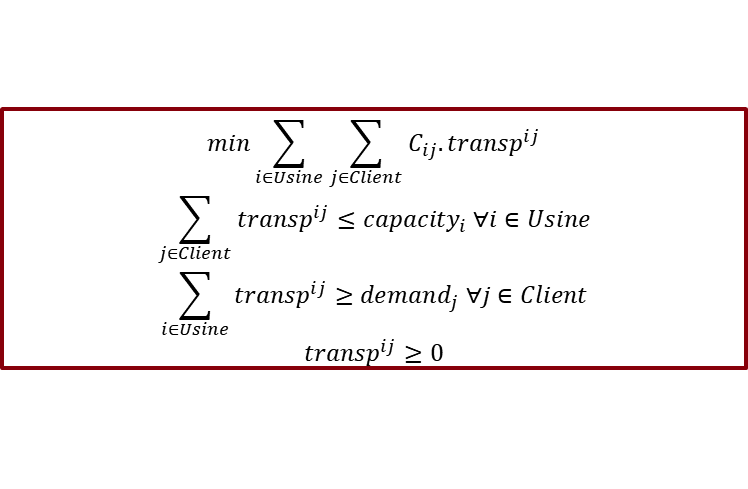 min ∑_{i∈Usine} ∑_{j∈Client} C_{ij}.transp^{ij}
∑_{j∈Client} transp^{ij} ≤ capacity_i ∀i ∈ Usine
∑_{i∈Usine} transp^{ij} ≥ demand_j ∀j ∈ Client
transp^{ij} ≥ 0